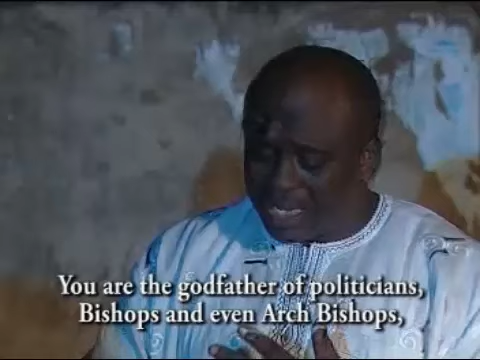 You are the godfather of politicians,
Bishops and even Arch Bishops,